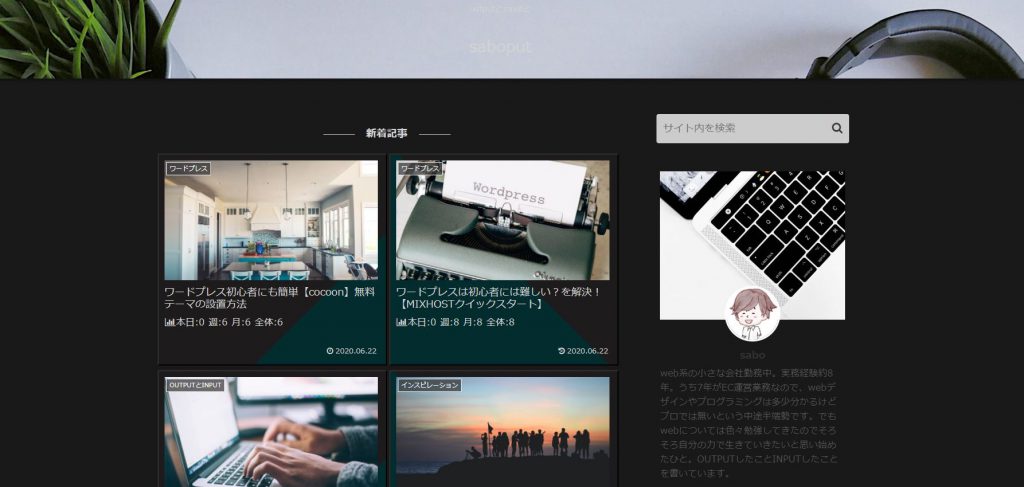 saboput
新着記事
サイト内を検索
ワードプレス
ワードプレス
Wordpress
ワードプレス初心者にも簡単【cocoon】無料
テーマの設置方法
本日:0 週:6 月:6 全体:6
2020.06.22
ワードプレスは初心者には難しい？を解決！
【MIXHOSTクイックスタート】
本日:0 週:8 月:8 全体:8
2020.06.22
OUTPUTとINPUT
インスピレーション
sabo
web系の小さな会社勤務中。実務経験約8
年。うち7年がEC運営業務なので、webデ
ザインやプログラミングは多少分かるけど
プロでは無いという中途半端勢です。でも
webについては色々勉強してきたのでそろ
そろ自分の力で生きていきたいと思い始め
たひと。OUTPUTしたことINPUTしたこと
を書いています。